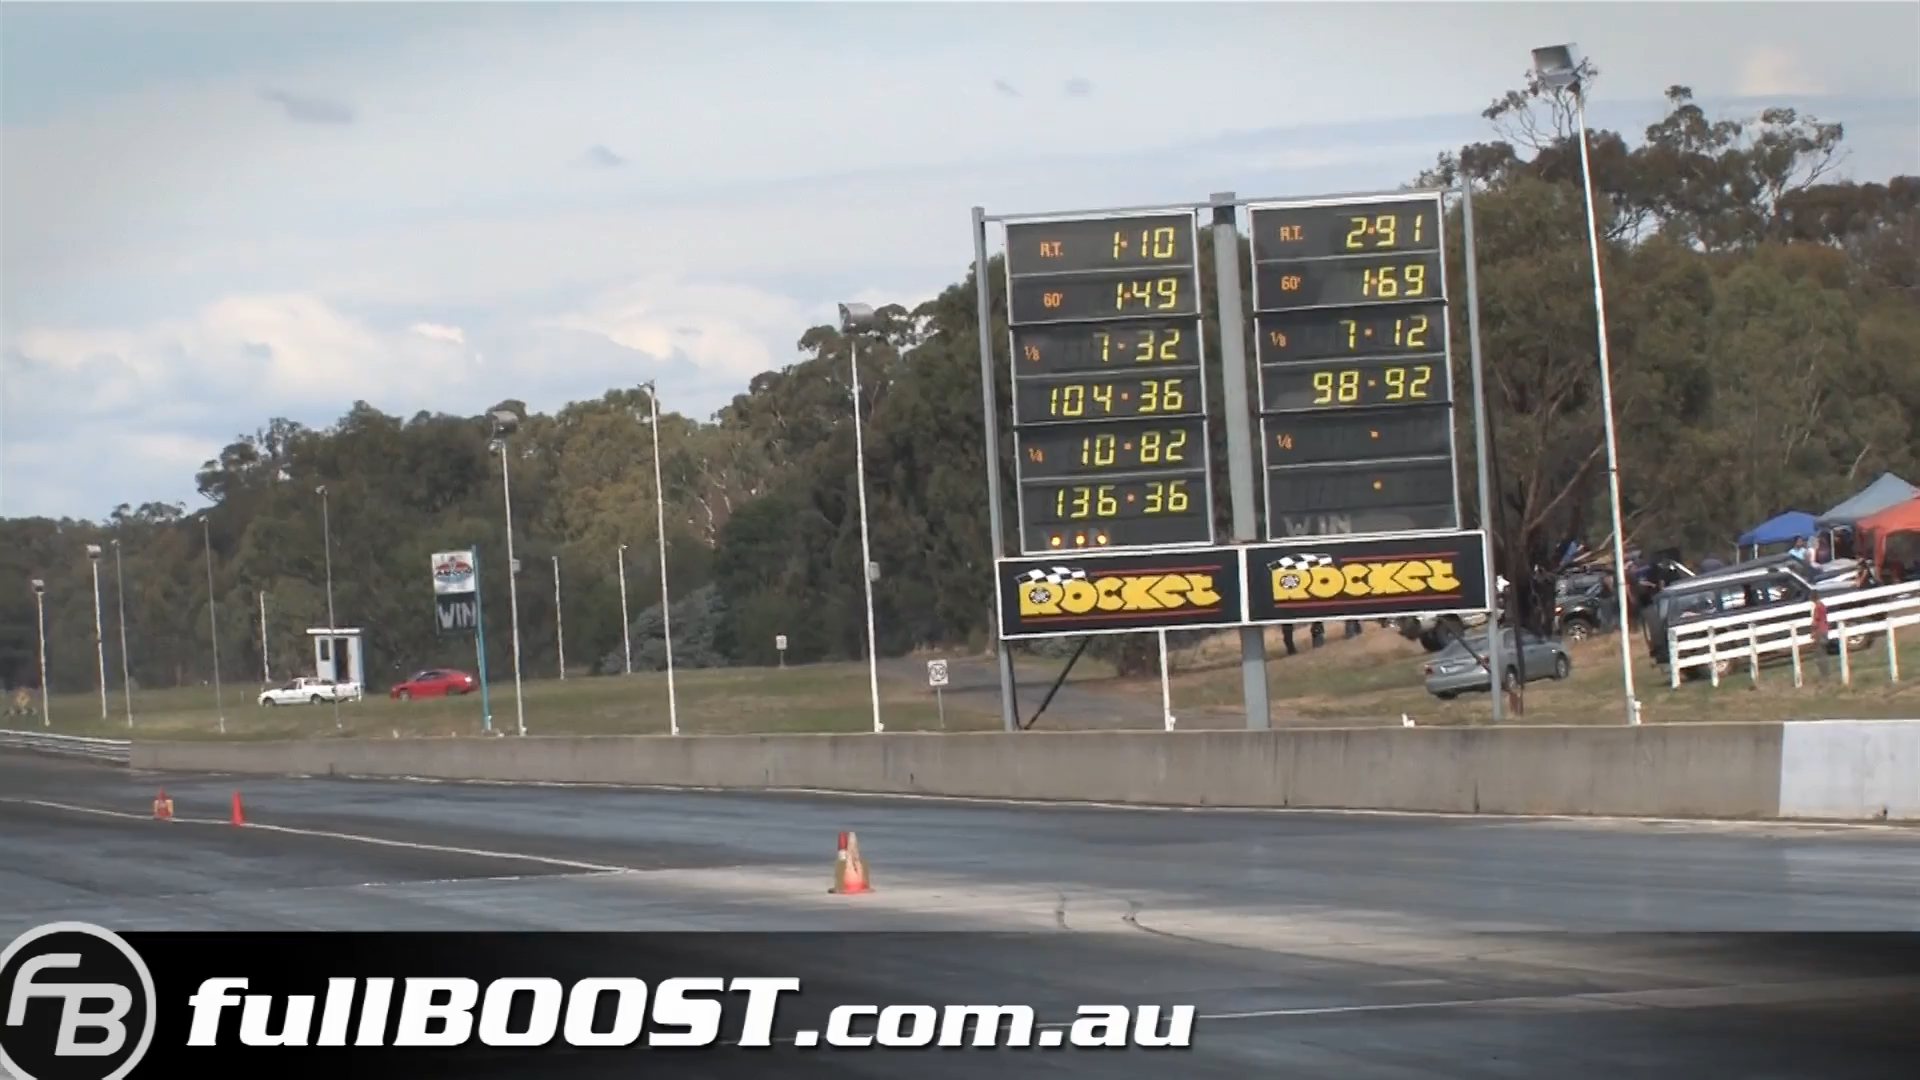 R.T. 1.10
60' 1.49
1/8 7.32
104.36
1/4 10.82
136.36
ROCKET
R.T. 2.91
60' 1.69
1/8 7.12
98.92
1/4 .
.
WIN
ROCKET
WIN
FB
fullBOOST.com.au